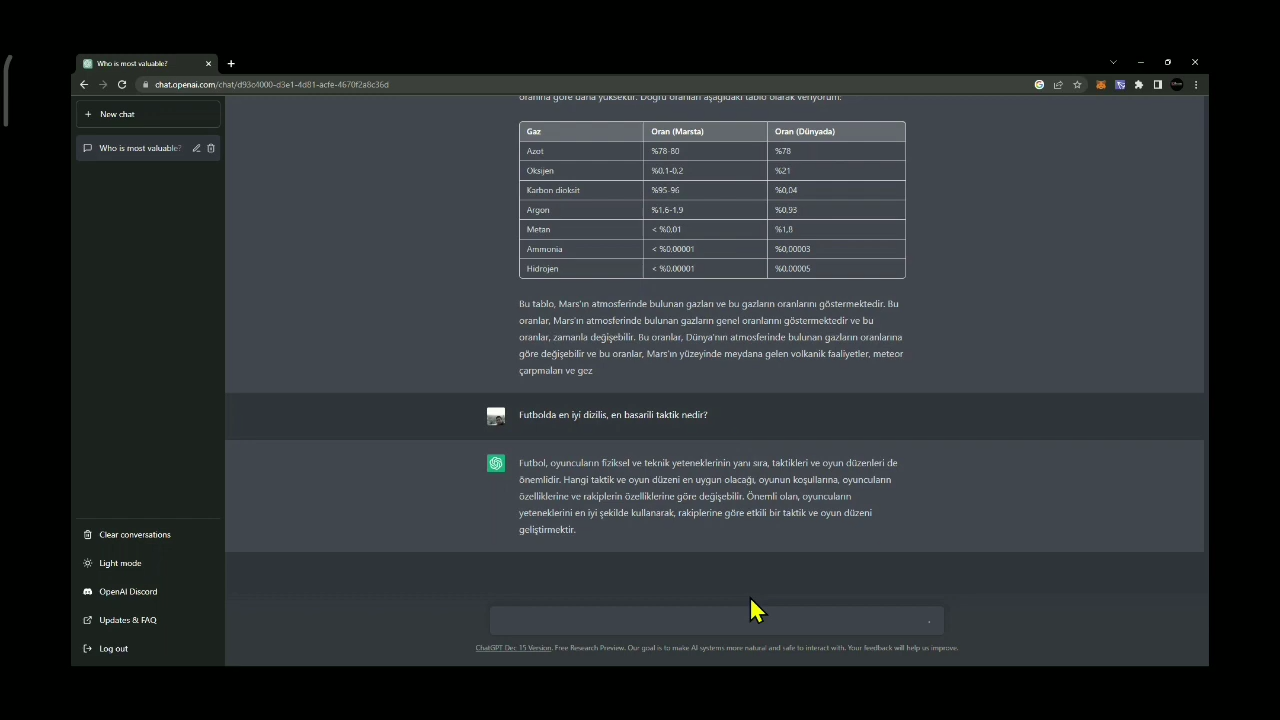 Who is most valuable?
chat.openai.com/chat/d93c4000-d3e1-4d81-acfe-4670f2a8c36d
New chat
Who is most valuable?
oranına göre daha yüksektir. Doğru oranları aşağıdaki tablo olarak veriyorum:
Gaz Oran (Marsta) Oran (Dünyada)
Azot %78-80 %78
Oksijen %0,1-0,2 %21
Karbon dioksit %95-96 %0,04
Argon %1,6-1,9 %0,93
Metan < %0,01 %1,8
Ammonia < %0,00001 %0,00003
Hidrojen < %0,00001 %0,00005
Bu tablo, Mars'ın atmosferinde bulunan gazları ve bu gazların oranlarını göstermektedir. Bu
oranlar, Mars'ın atmosferinde bulunan gazların genel oranlarını göstermektedir ve bu
oranlar, zamanla değişebilir. Bu oranlar, Dünya'nın atmosferinde bulunan gazların oranlarına
göre değişebilir ve bu oranlar, Mars'ın yüzeyinde meydana gelen volkanik faaliyetler, meteor
çarpmaları ve gez
Futbolda en iyi dizilis, en basarili taktik nedir?
Futbol, oyuncuların fiziksel ve teknik yeteneklerinin yanı sıra, taktikleri ve oyun düzenleri de
önemlidir. Hangi taktik ve oyun düzeni en uygun olacağı, oyunun koşullarına, oyuncuların
özelliklerine ve rakiplerin özelliklerine göre değişebilir. Önemli olan, oyuncuların
yeteneklerini en iyi şekilde kullanarak, rakiplerine göre etkili bir taktik ve oyun düzeni
geliştirmektir.
Clear conversations
Light mode
OpenAI Discord
Updates & FAQ
Log out
ChatGPT Dec 15 Version. Free Research Preview. Our goal is to make AI systems more natural and safe to interact with. Your feedback will help us improve.